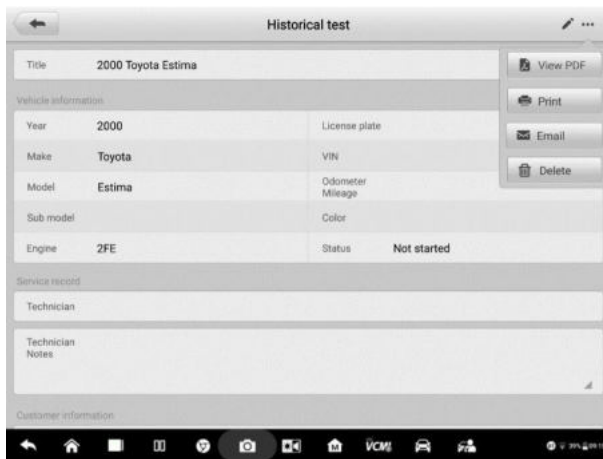 Historical test
Title 2000 Toyota Estima
View PDF
Print
Email
Delete
Vehicle information
Year 2000 License plate
Make Toyota VIN
Model Estima Odometer
Mileage
Sub model Color
Engine 2FE Status Not started
Service record
Technician
Technician
Notes
Customer information
VCMI
39%